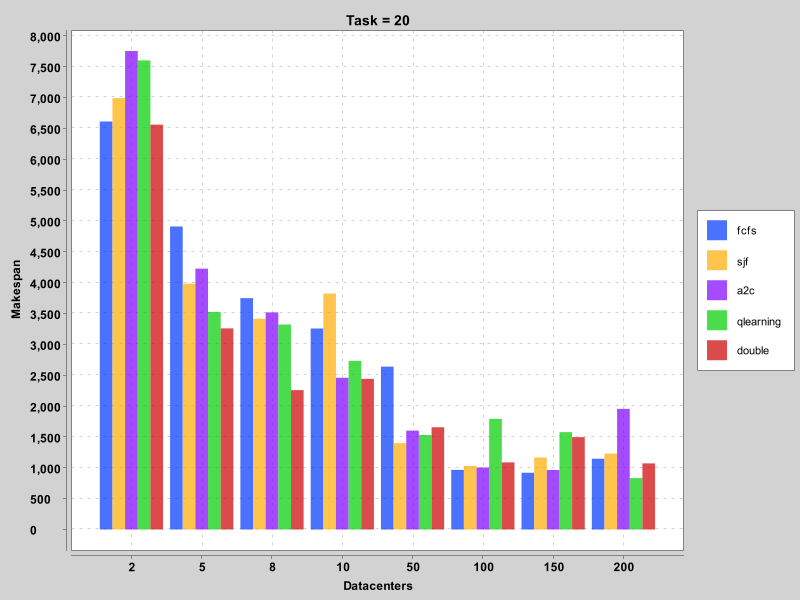 Task = 20
8,000
7,500
7,000
6,500
6,000
5,500
5,000
4,500
4,000
3,500
3,000
2,500
2,000
1,500
1,000
500
0
Makespan
2 5 8 10 50 100 150 200
Datacenters
fcfs
sjf
a2c
qlearning
double